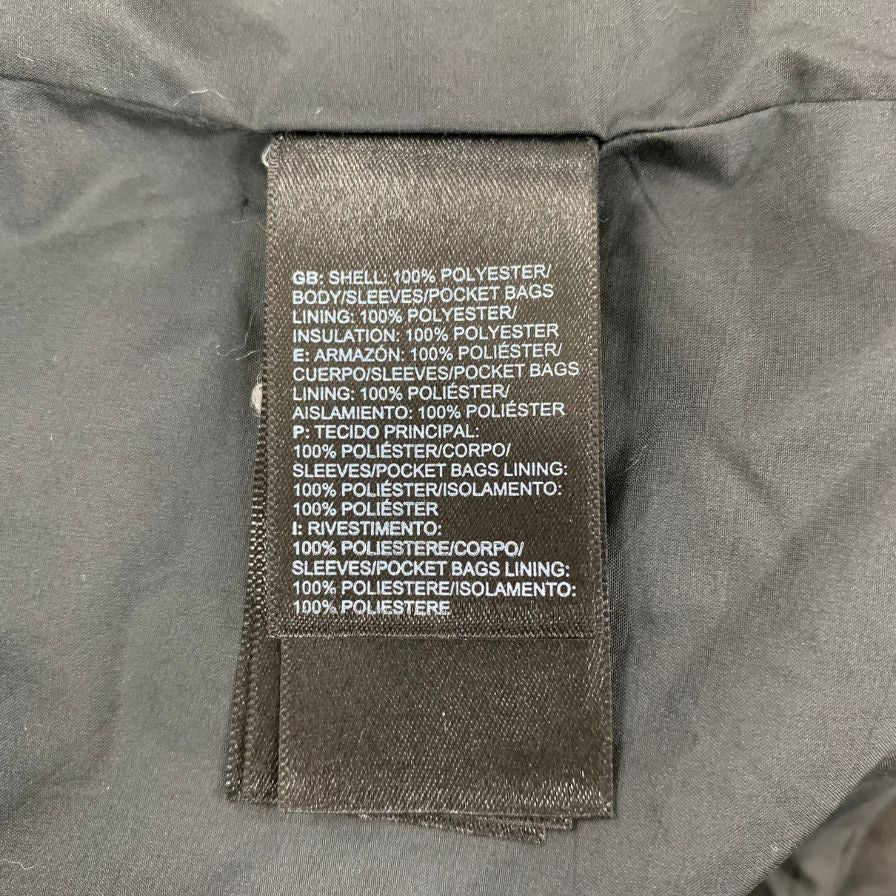 GB: SHELL: 100% POLYESTER/
BODY/SLEEVES/POCKET BAGS
LINING: 100% POLYESTER/
INSULATION: 100% POLYESTER
E: ARMAZÓN: 100% POLIÉSTER/
CUERPO/SLEEVES/POCKET BAGS
LINING: 100% POLIÉSTER/
AISLAMIENTO: 100% POLIÉSTER
P: TECIDO PRINCIPAL:
100% POLIÉSTER/CORPO/
SLEEVES/POCKET BAGS LINING:
100% POLIÉSTER/ISOLAMENTO:
100% POLIÉSTER
I: RIVESTIMENTO:
100% POLIESTERE/CORPO/
SLEEVES/POCKET BAGS LINING:
100% POLIESTERE/ISOLAMENTO:
100% POLIESTERE